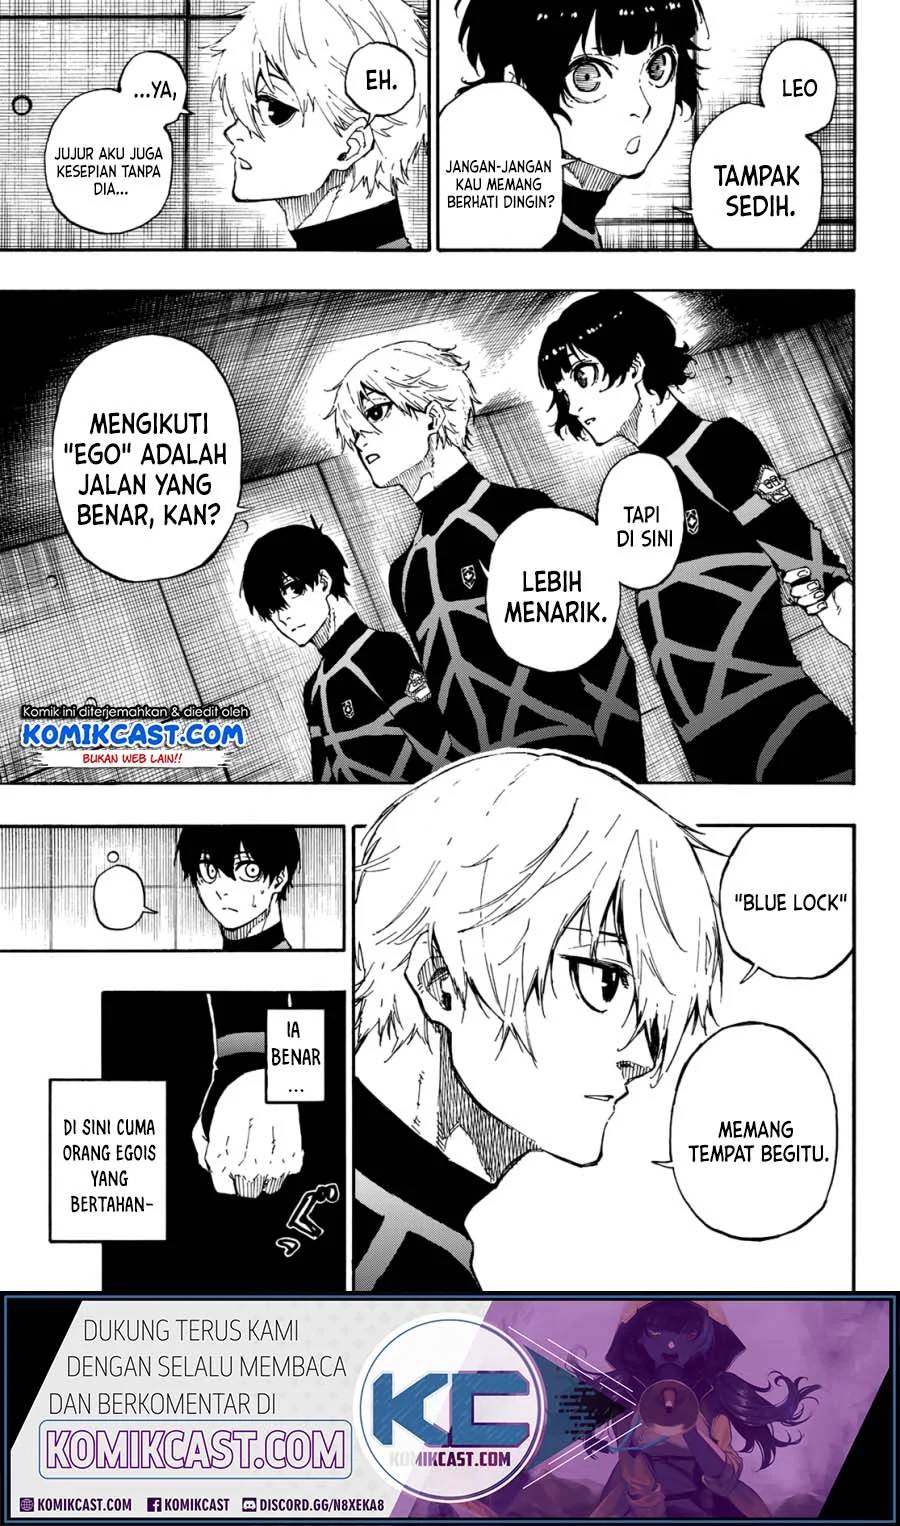 LEO
TAMPAK
SEDIH.
JANGAN-JANGAN
KAU MEMANG
BERHATI DINGIN?
EH.
...YA,
JUJUR AKU JUGA
KESEPIAN TANPA
DIA...
TAPI
DI SINI
LEBIH
MENARIK.
MENGIKUTI
"EGO" ADALAH
JALAN YANG
BENAR, KAN?
Komik ini diterjemahkan & diedit oleh
KOMIKCAST.COM
BUKAN WEB LAIN!!
"BLUE LOCK"
MEMANG
TEMPAT BEGITU.
IA
BENAR
...
DI SINI CUMA
ORANG EGOIS
YANG
BERTAHAN-
DUKUNG TERUS KAMI
DENGAN SELALU MEMBACA
DAN BERKOMENTAR DI
KOMIKCAST.COM
KC
KOMIKCAST.COM
KOMIKCAST.COM KOMIKCAST DISCORD.GG/N8XEKA8